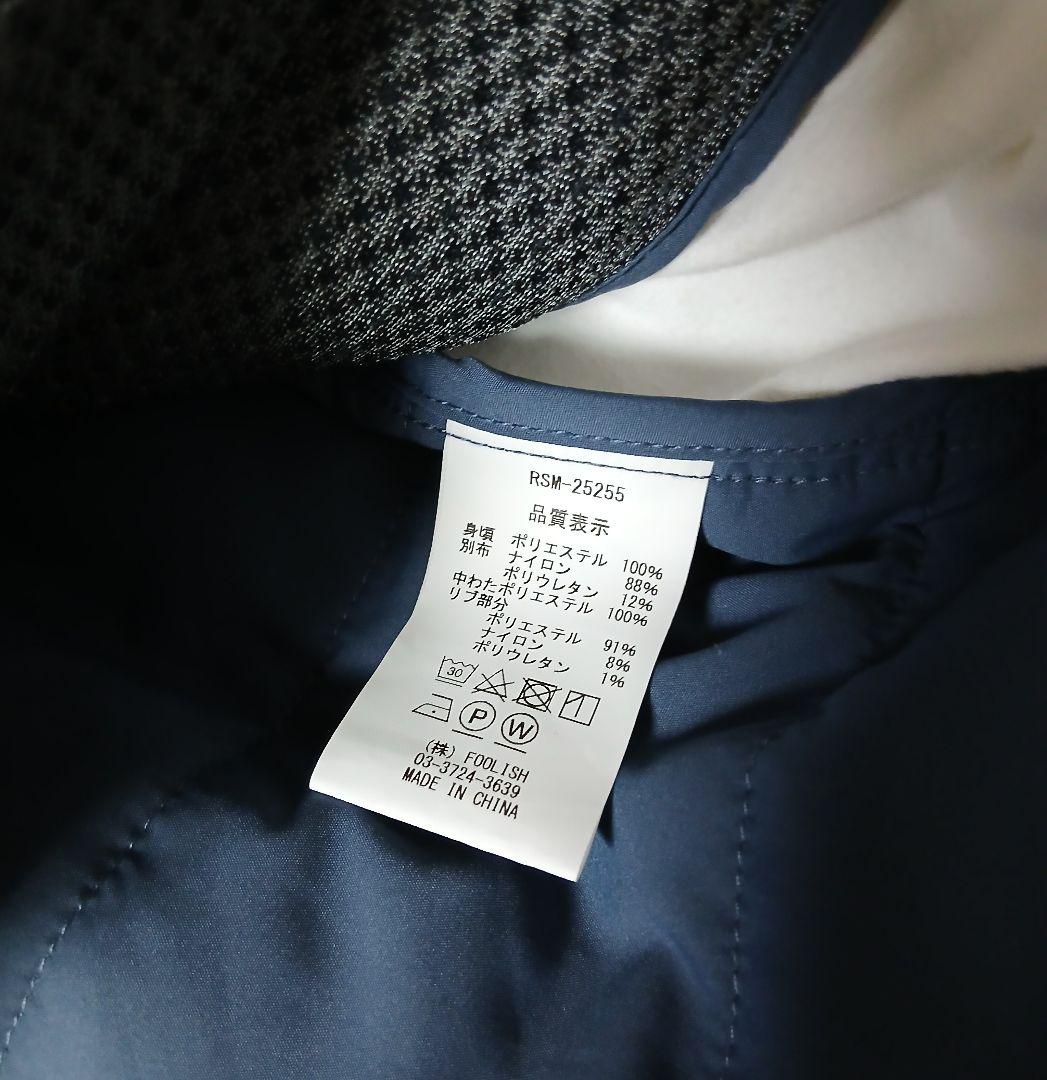 RSM-25255
品質表示
身頃 ポリエステル 100%
別布 ナイロン 88%
ポリウレタン 12%
中わた ポリエステル 100%
リブ部分
ポリエステル 91%
ナイロン 8%
ポリウレタン 1%
30
P W
(株) FOOLISH
03-3724-3639
MADE IN CHINA